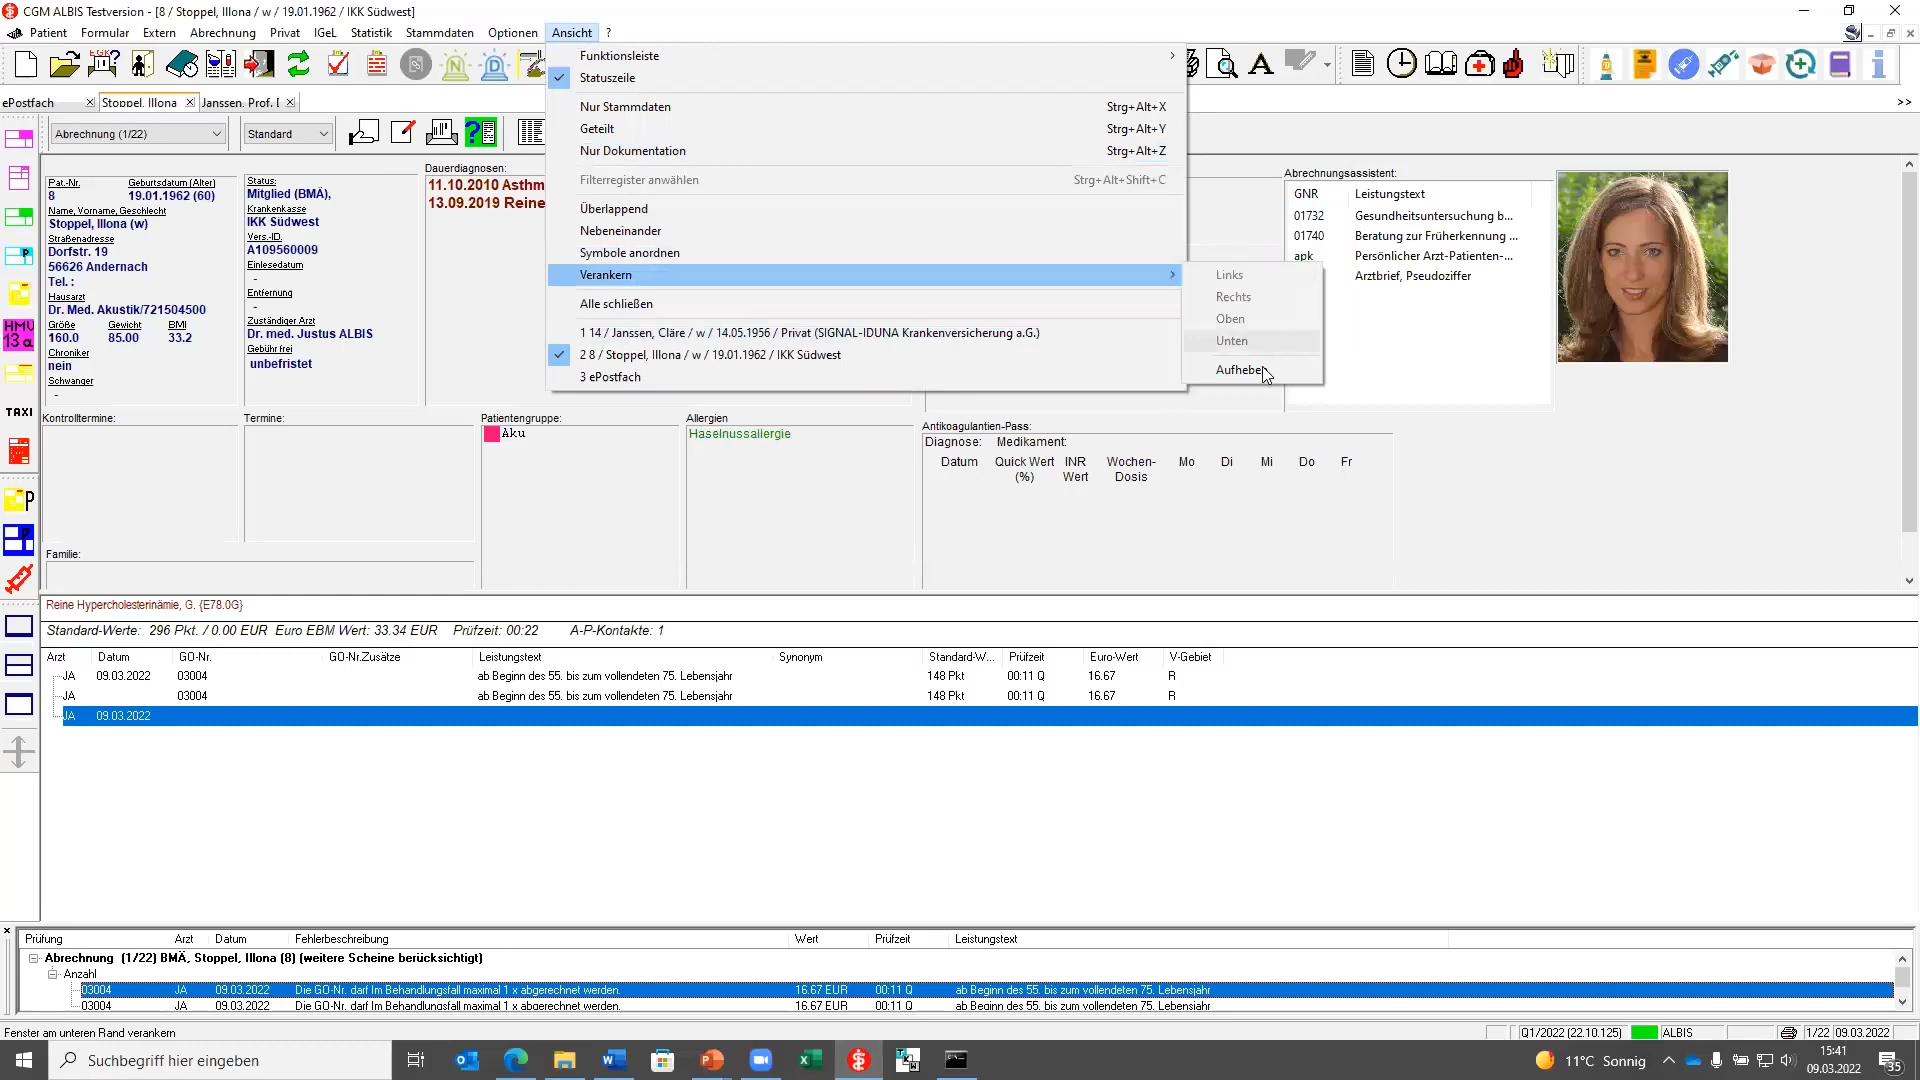 CGM ALBIS Testversion - [8 / Stoppel, Illona / w / 19.01.1962 / IKK Südwest]
Patient Formular Extern Abrechnung Privat IGeL Statistik Stammdaten Optionen Ansicht ?
ePostfach Stoppel, Illona Janssen, Prof. [
>>
Abrechnung (1/22) Standard
Funktionsleiste
Statuszeile
Nur Stammdaten Strg+Alt+X
Geteilt Strg+Alt+Y
Nur Dokumentation Strg+Alt+Z
Filterregister anwählen Strg+Alt+Shift+C
Überlappend
Nebeneinander
Symbole anordnen
Verankern
Alle schließen
1 14 / Janssen, Cläre / w / 14.05.1956 / Privat (SIGNAL-IDUNA Krankenversicherung a.G.)
2 8 / Stoppel, Illona / w / 19.01.1962 / IKK Südwest
3 ePostfach
Links
Rechts
Oben
Unten
Aufheben
Pat.-Nr. Geburtsdatum (Alter)
8 19.01.1962 (60)
Name, Vorname, Geschlecht
Stoppel, Illona (w)
Straßenadresse
Dorfstr. 19
56626 Andernach
Tel. :
Hausarzt
Dr. Med. Akustik/721504500
Größe Gewicht BMI
160.0 85.00 33.2
Chroniker
nein
Schwanger
-
Status:
Mitglied (BMÄ),
Krankenkasse
IKK Südwest
Vers.-ID.
A109560009
Einlesedatum
-
Entfernung
-
Zuständiger Arzt
Dr. med. Justus ALBIS
Gebühr frei
unbefristet
Dauerdiagnosen:
11.10.2010 Asthm
13.09.2019 Reine
Abrechnungsassistent:
GNR Leistungstext
01732 Gesundheitsuntersuchung b...
01740 Beratung zur Früherkennung ...
apk Persönlicher Arzt-Patienten-...
Arztbrief, Pseudoziffer
HMV
13a
TAXI
Kontrolltermine: Termine: Patientengruppe: Allergien
Aku
Haselnussallergie
Antikoagulantien-Pass:
Diagnose: Medikament:
Datum Quick Wert INR Wochen- Mo Di Mi Do Fr
(%) Wert Dosis
Familie:
Reine Hypercholesterinämie, G. {E78.0G}
Standard-Werte: 296 Pkt. / 0.00 EUR Euro EBM Wert: 33.34 EUR Prüfzeit: 00:22 A-P-Kontakte: 1
Arzt Datum GO-Nr. GO-Nr.Zusätze Leistungstext Synonym Standard-W... Prüfzeit Euro-Wert V-Gebiet
JA 09.03.2022 03004 ab Beginn des 55. bis zum vollendeten 75. Lebensjahr 148 Pkt 00:11 Q 16.67 R
JA 03004 ab Beginn des 55. bis zum vollendeten 75. Lebensjahr 148 Pkt 00:11 Q 16.67 R
JA 09.03.2022
Prüfung Arzt Datum Fehlerbeschreibung Wert Prüfzeit Leistungstext
Abrechnung (1/22) BMÄ, Stoppel, Illona (8) (weitere Scheine berücksichtigt)
Anzahl
03004 JA 09.03.2022 Die GO-Nr. darf Im Behandlungsfall maximal 1 x abgerechnet werden. 16.67 EUR 00:11 Q ab Beginn des 55. bis zum vollendeten 75. Lebensjahr
03004 JA 09.03.2022 Die GO-Nr. darf Im Behandlungsfall maximal 1 x abgerechnet werden. 16.67 EUR 00:11 Q ab Beginn des 55. bis zum vollendeten 75. Lebensjahr
Fenster am unteren Rand verankern
Q1/2022 (22.10.125) ALBIS 1/22 09.03.2022
Suchbegriff hier eingeben
11°C Sonnig
15:41
09.03.2022
35